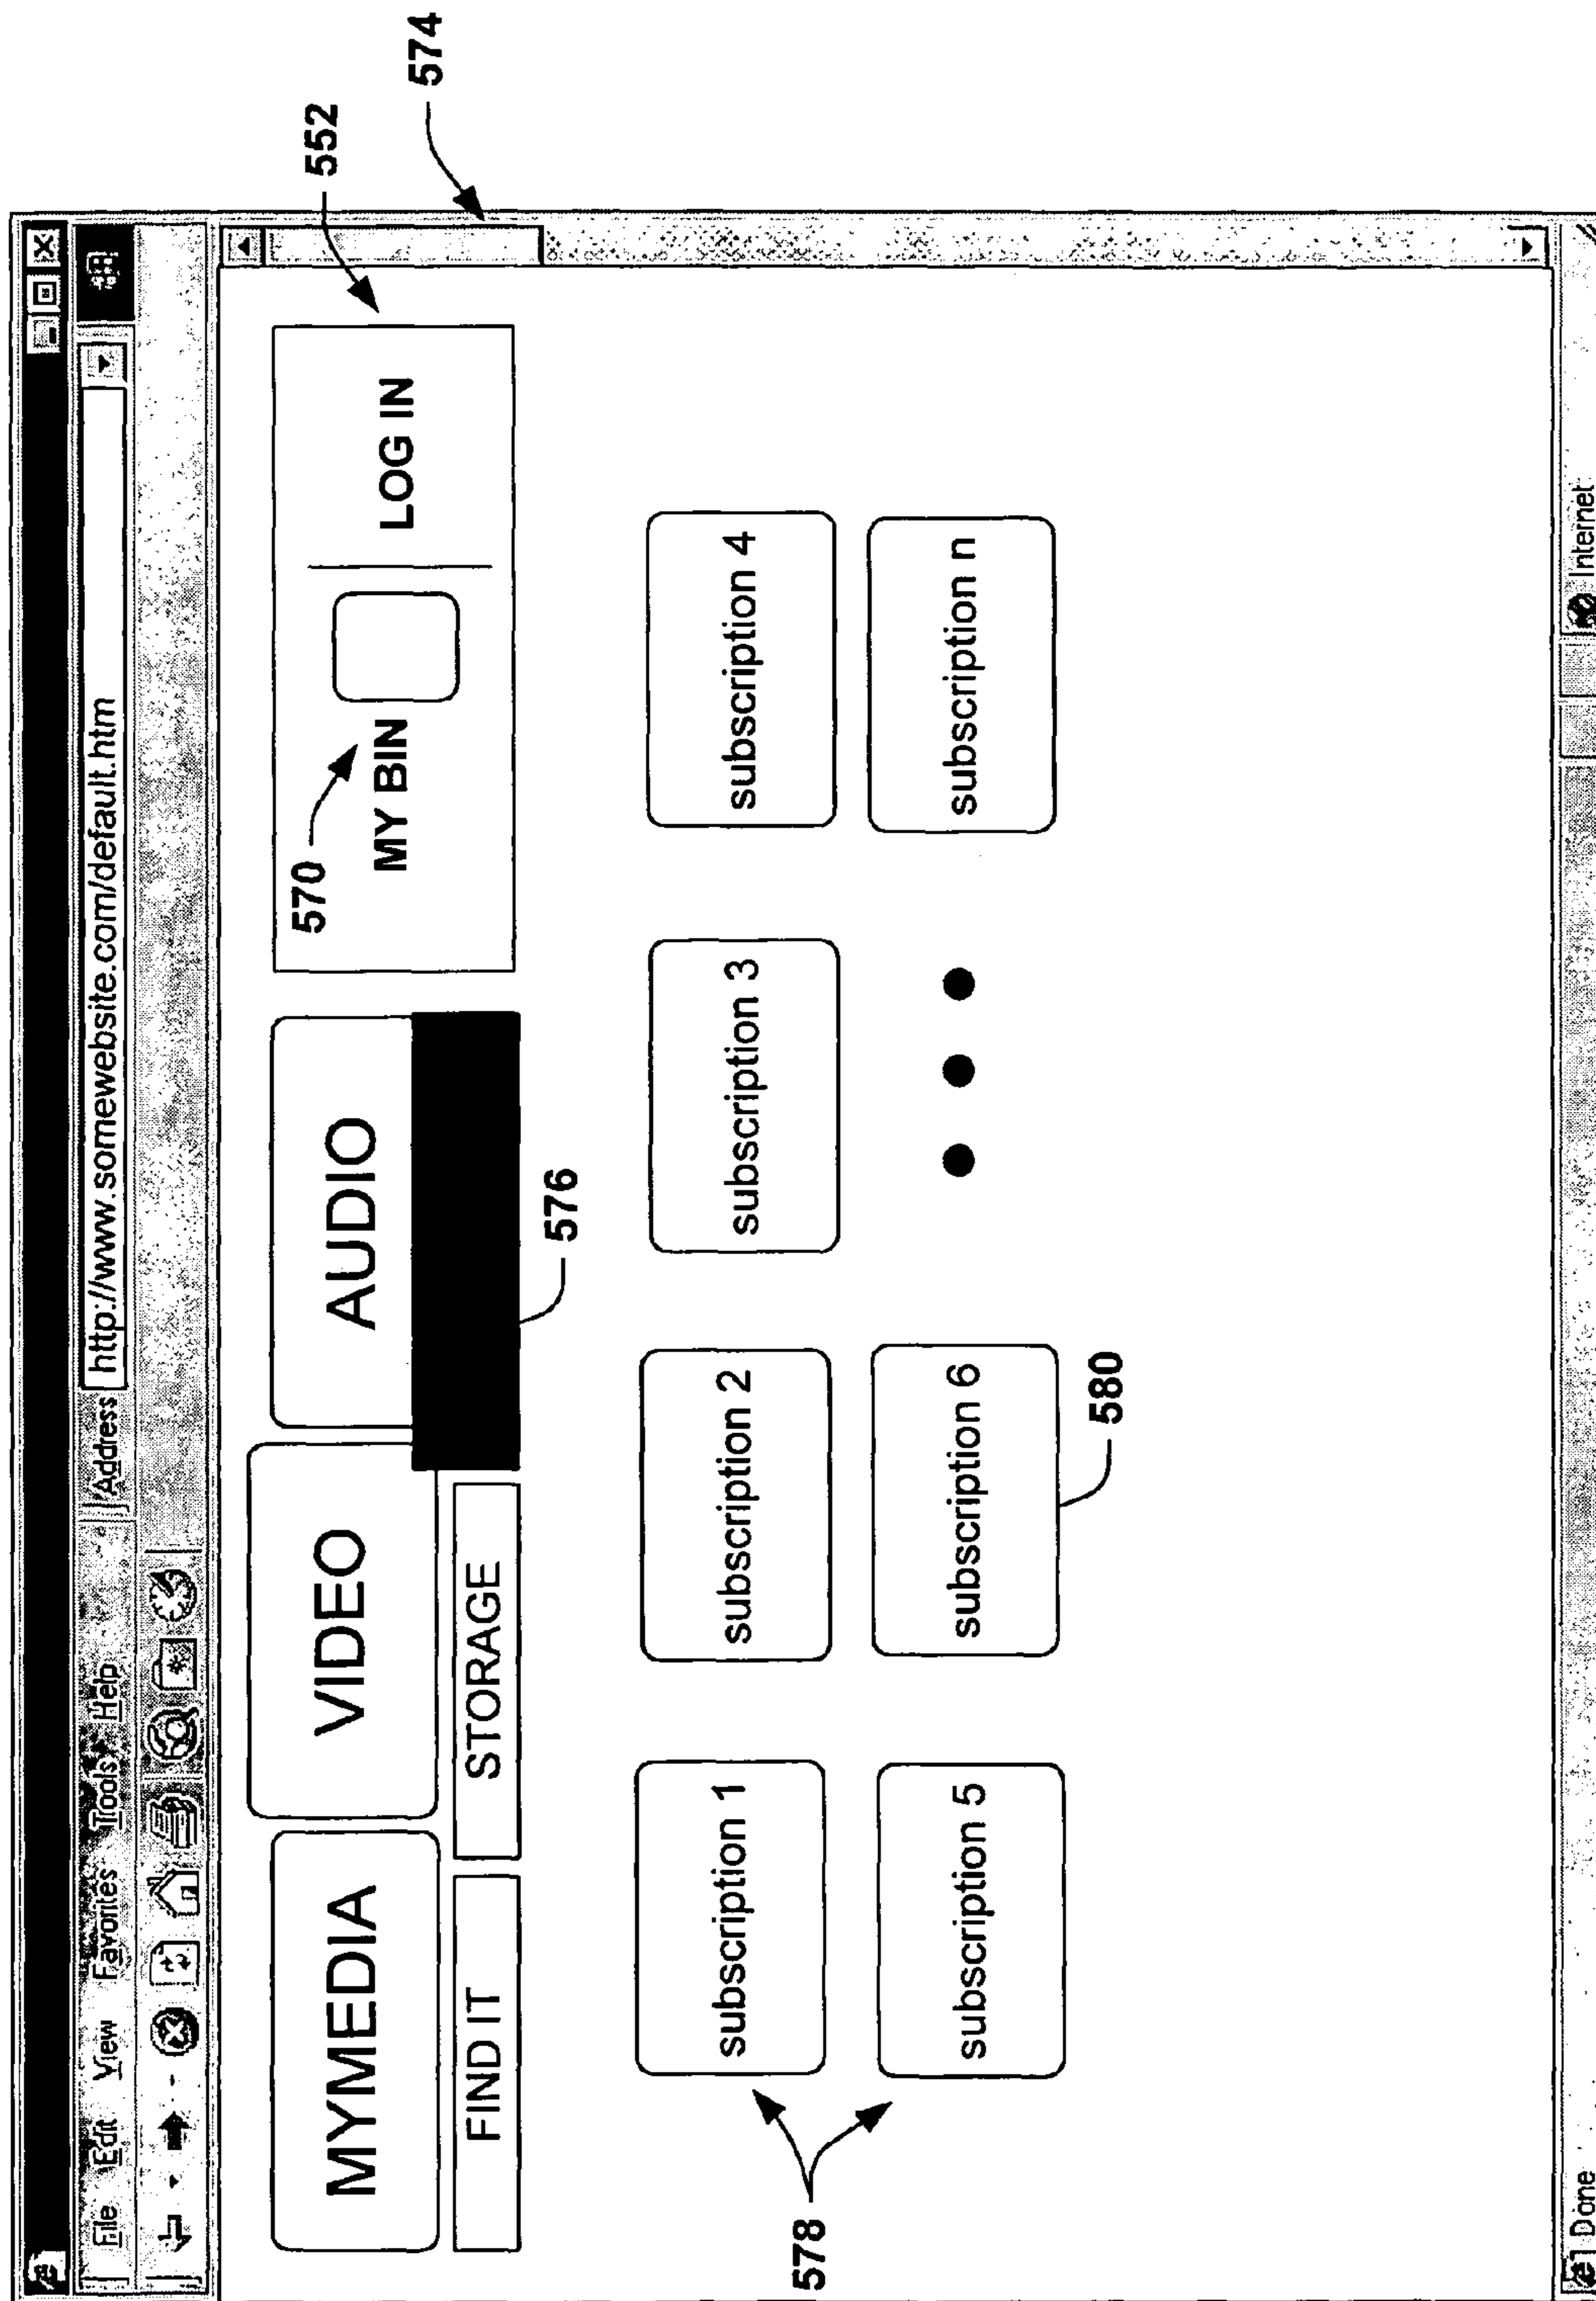 File Edit View Favorites Tools Help
Address http://www.somewebsite.com/default.htm
552
574
570
MYMEDIA
VIDEO
AUDIO
MY BIN
LOG IN
FIND IT
STORAGE
576
578
subscription 1
subscription 2
subscription 3
subscription 4
subscription 5
subscription 6
subscription n
580
Done
Internet